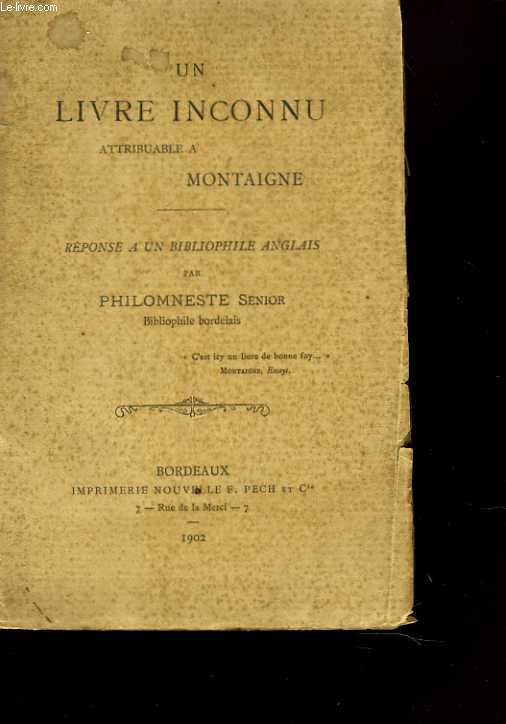 © Le-livre.com
UN
LIVRE INCONNU
ATTRIBUABLE A
MONTAIGNE
RÉPONSE A UN BIBLIOPHILE ANGLAIS
PAR
PHILOMNESTE SENIOR
Bibliophile bordelais
« C'est icy un livre de bonne foy... »
MONTAIGNE, Essays.
BORDEAUX
IMPRIMERIE NOUVELLE F. PECH ET Cie
7 — Rue de la Merci — 7
1902